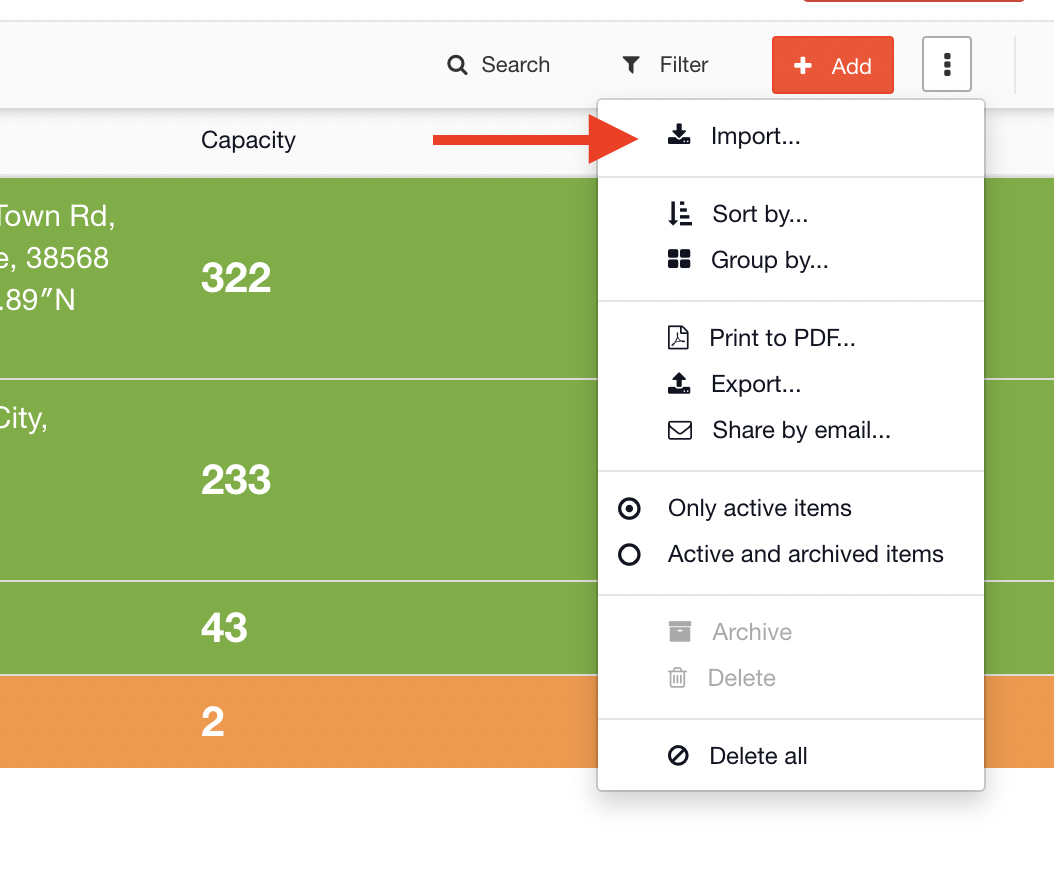 Search
Filter
Add
Capacity
Import...
Town Rd,
e, 38568
.89″N
322
Sort by...
Group by...
Print to PDF...
Export...
Share by email...
City,
233
Only active items
Active and archived items
43
Archive
Delete
2
Delete all